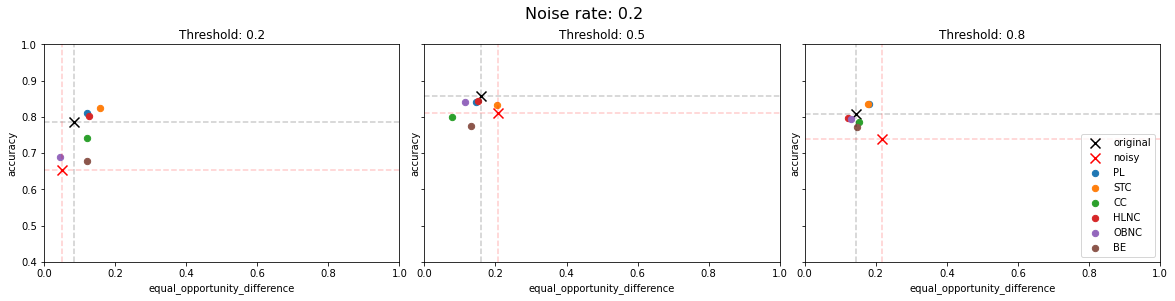 Noise rate: 0.2
Threshold: 0.2
Threshold: 0.5
Threshold: 0.8
1.0
0.9
0.8
0.7
0.6
0.5
0.4
accuracy
0.0 0.2 0.4 0.6 0.8 1.0
equal_opportunity_difference
accuracy
0.0 0.2 0.4 0.6 0.8 1.0
equal_opportunity_difference
accuracy
0.0 0.2 0.4 0.6 0.8 1.0
equal_opportunity_difference
original
noisy
PL
STC
CC
HLNC
OBNC
BE